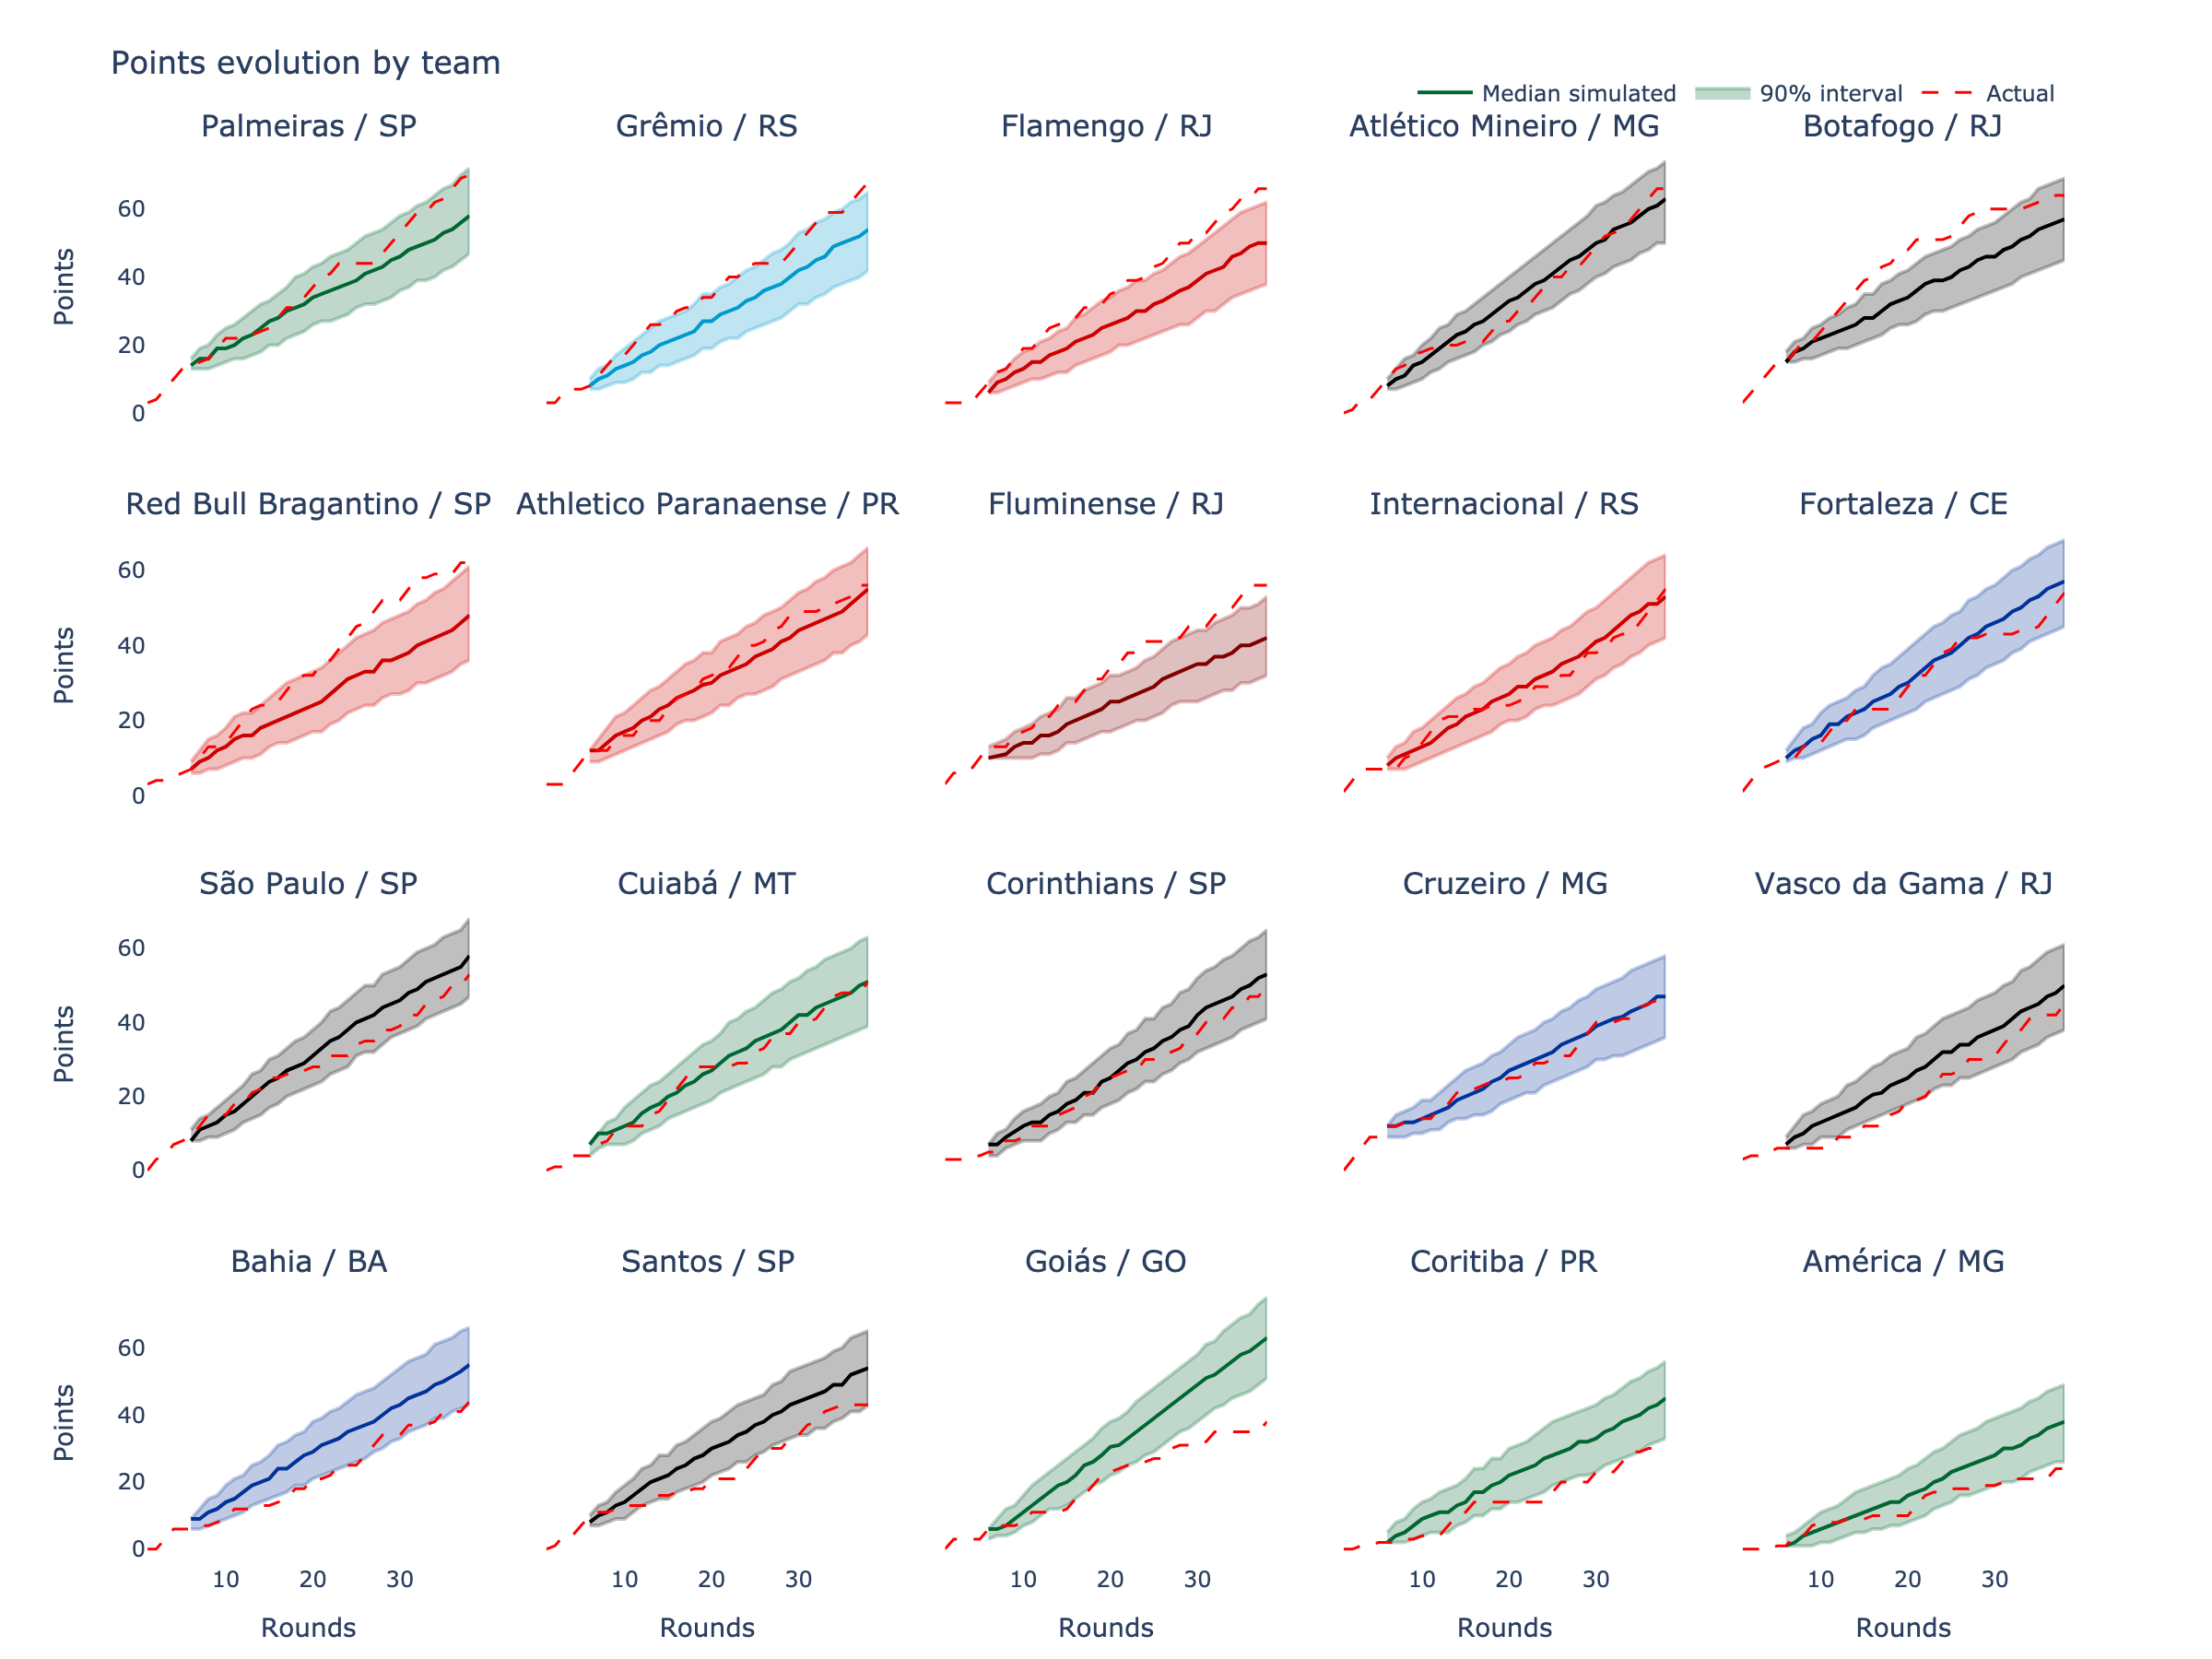 Points evolution by team
Median simulated 90% interval Actual
Palmeiras / SP Grêmio / RS Flamengo / RJ Atlético Mineiro / MG Botafogo / RJ
60
40
20
0
Points
Red Bull Bragantino / SP Athletico Paranaense / PR Fluminense / RJ Internacional / RS Fortaleza / CE
60
40
20
0
Points
São Paulo / SP Cuiabá / MT Corinthians / SP Cruzeiro / MG Vasco da Gama / RJ
60
40
20
0
Points
Bahia / BA Santos / SP Goiás / GO Coritiba / PR América / MG
60
40
20
0
Points
10 20 30 10 20 30 10 20 30 10 20 30 10 20 30
Rounds Rounds Rounds Rounds Rounds